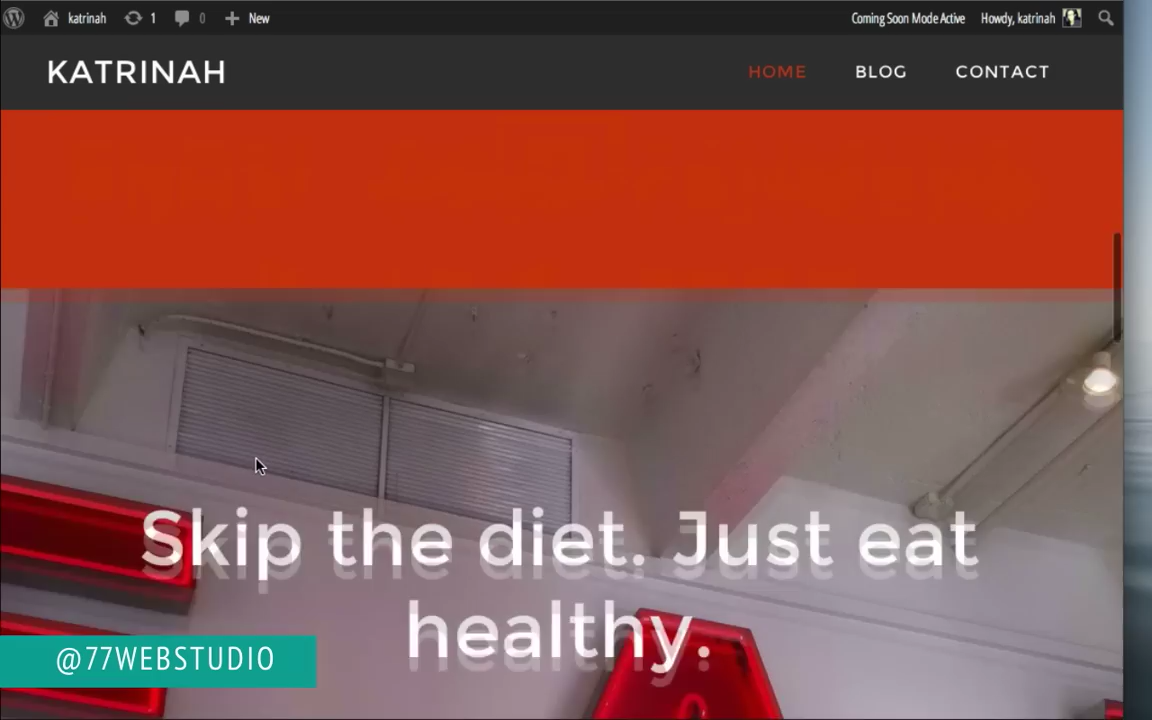 katrinah 1 0 New Coming Soon Mode Active Howdy, katrinah
KATRINAH HOME BLOG CONTACT
Skip the diet. Just eat
healthy.
@77WEBSTUDIO